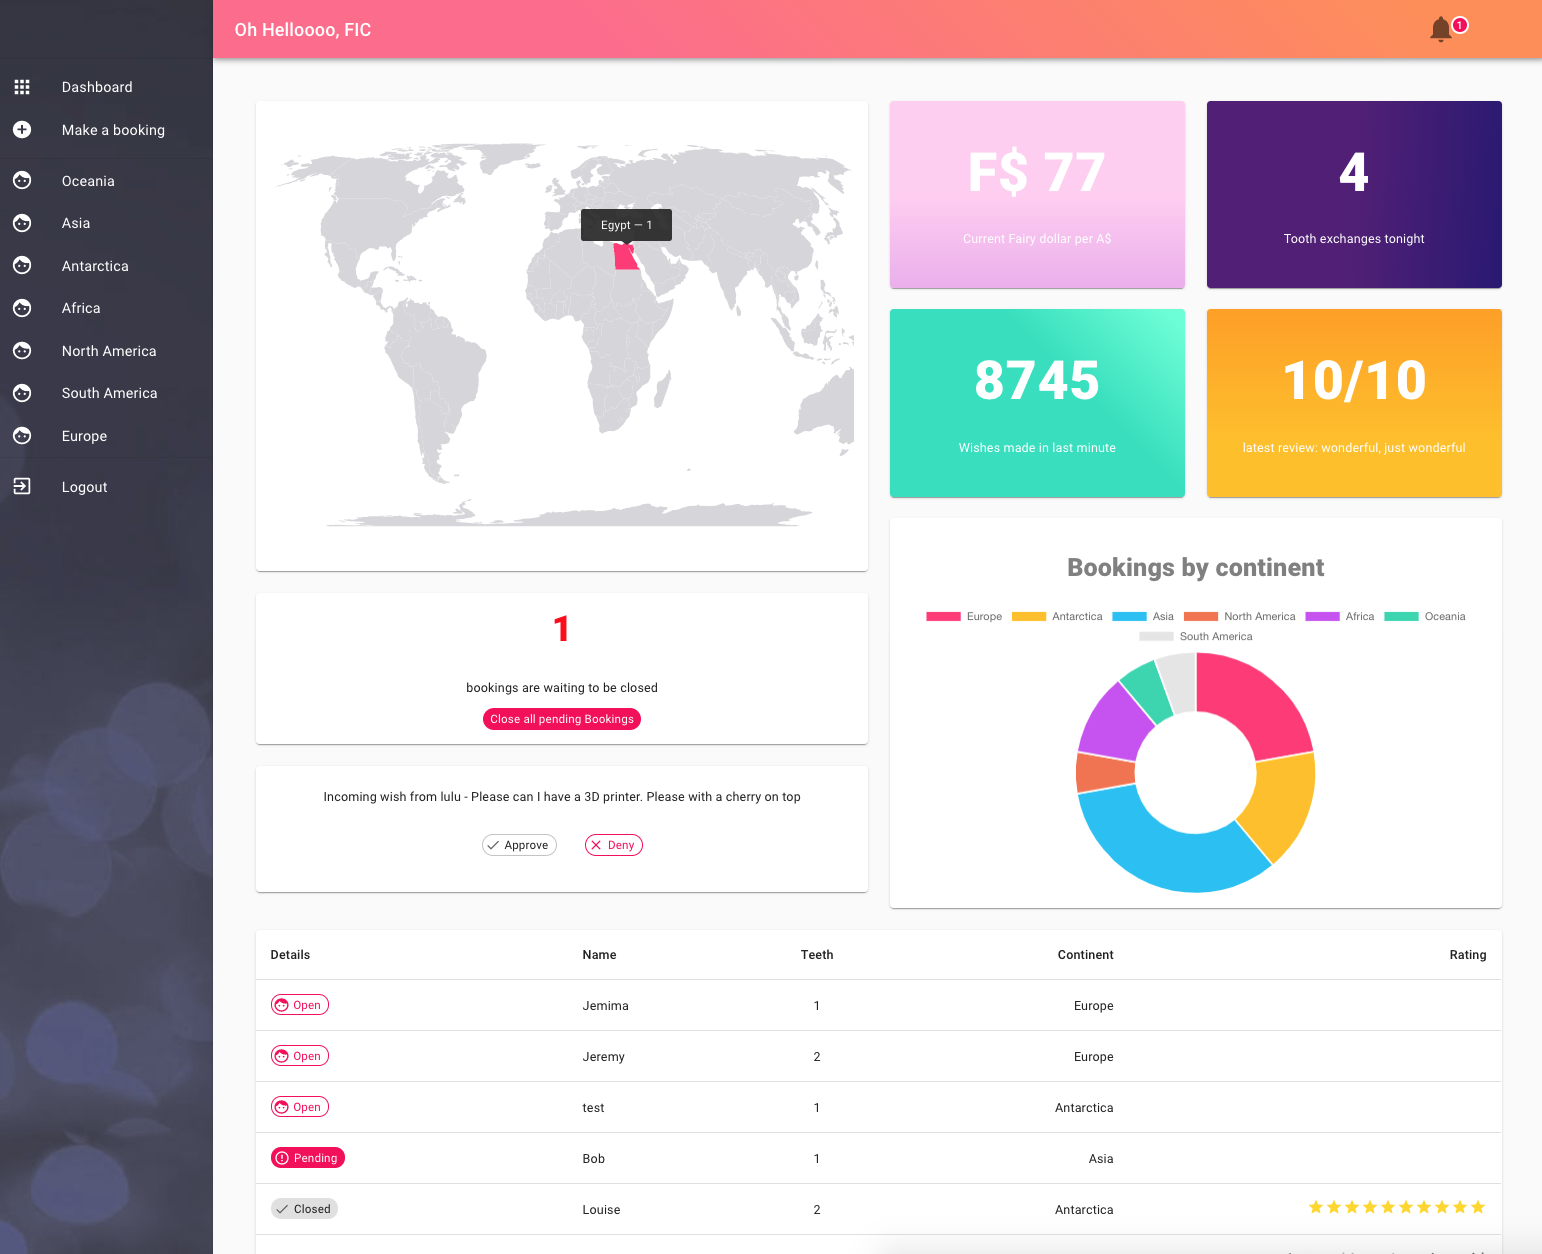 Oh Helloooo, FIC
1
Dashboard
Make a booking
Oceania
Asia
Antarctica
Africa
North America
South America
Europe
Logout
Egypt — 1
F$ 77
Current Fairy dollar per A$
4
Tooth exchanges tonight
8745
Wishes made in last minute
10/10
latest review: wonderful, just wonderful
1
bookings are waiting to be closed
Close all pending Bookings
Incoming wish from lulu - Please can I have a 3D printer. Please with a cherry on top
Approve Deny
Bookings by continent
Europe Antarctica Asia North America Africa Oceania
South America
Details Name Teeth Continent Rating
Open Jemima 1 Europe
Open Jeremy 2 Europe
Open test 1 Antarctica
Pending Bob 1 Asia
Closed Louise 2 Antarctica